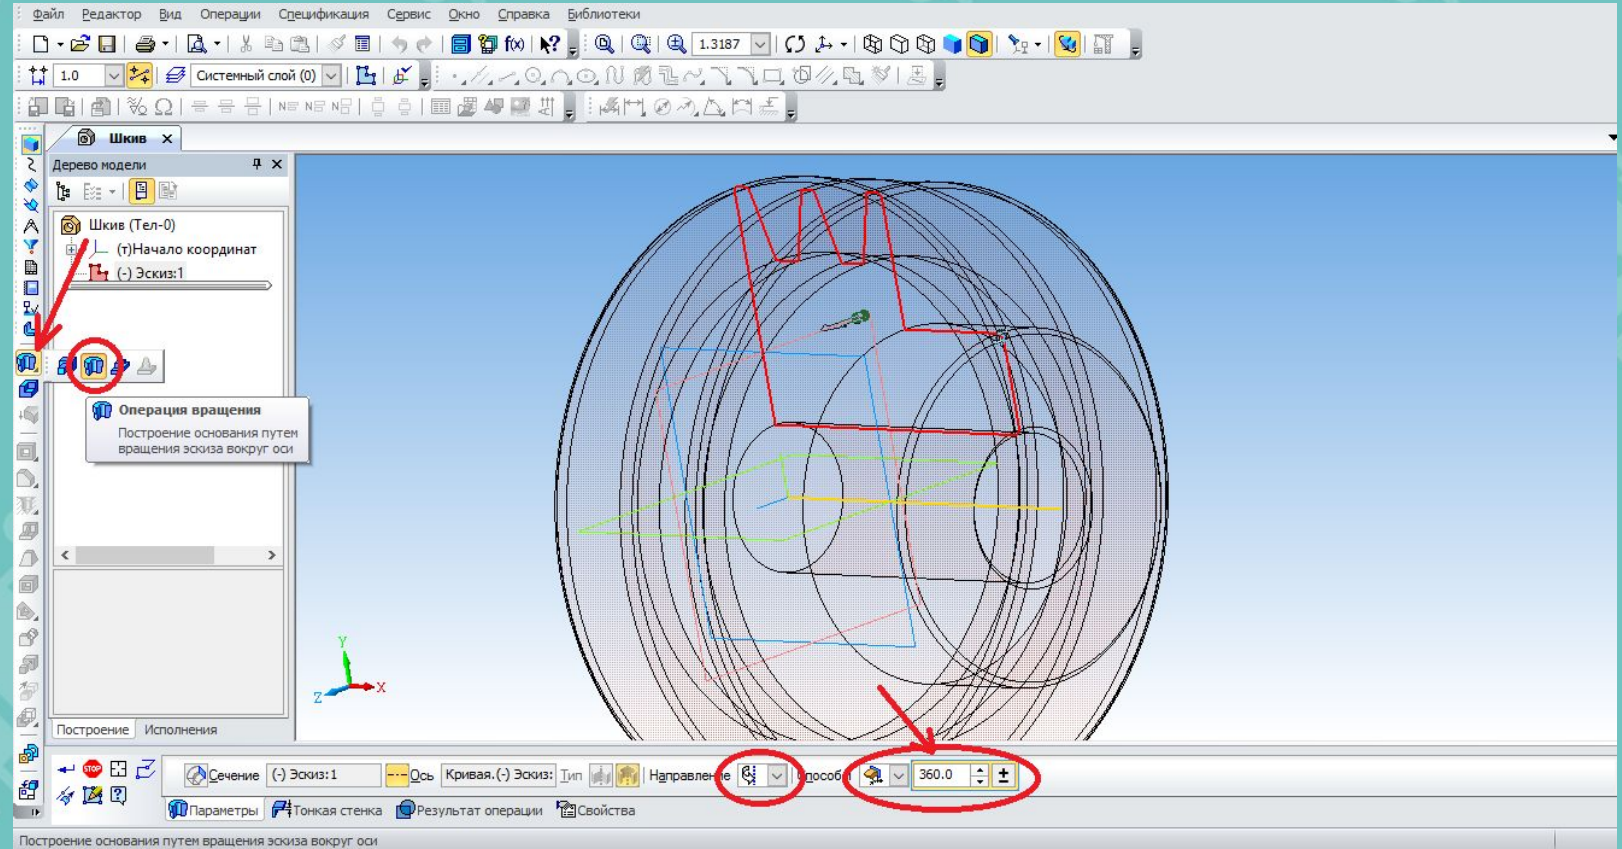 Файл Редактор Вид Операции Спецификация Сервис Окно Справка Библиотеки
f(x) 1.3187
1.0 Системный слой (0)
Шкив X
Дерево модели
Шкив (Тел-0)
(т)Начало координат
(-) Эскиз:1
Операция вращения
Построение основания путем
вращения эскиза вокруг оси
Y
X
Z
Построение Исполнения
STOP Сечение (-) Эскиз:1 Ось Кривая.(-) Эскиз: Тип Направление Способ 360.0
Параметры Тонкая стенка Результат операции Свойства
Построение основания путем вращения эскиза вокруг оси